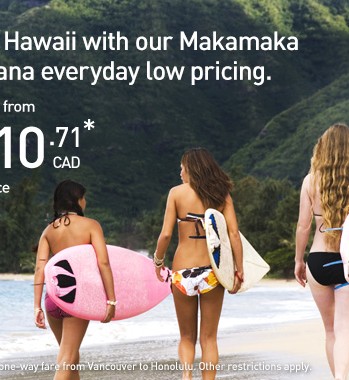 Hawaii with our Makamaka
ana everyday low pricing.
from
10.71*
CAD
ce
one-way fare from Vancouver to Honolulu. Other restrictions apply.